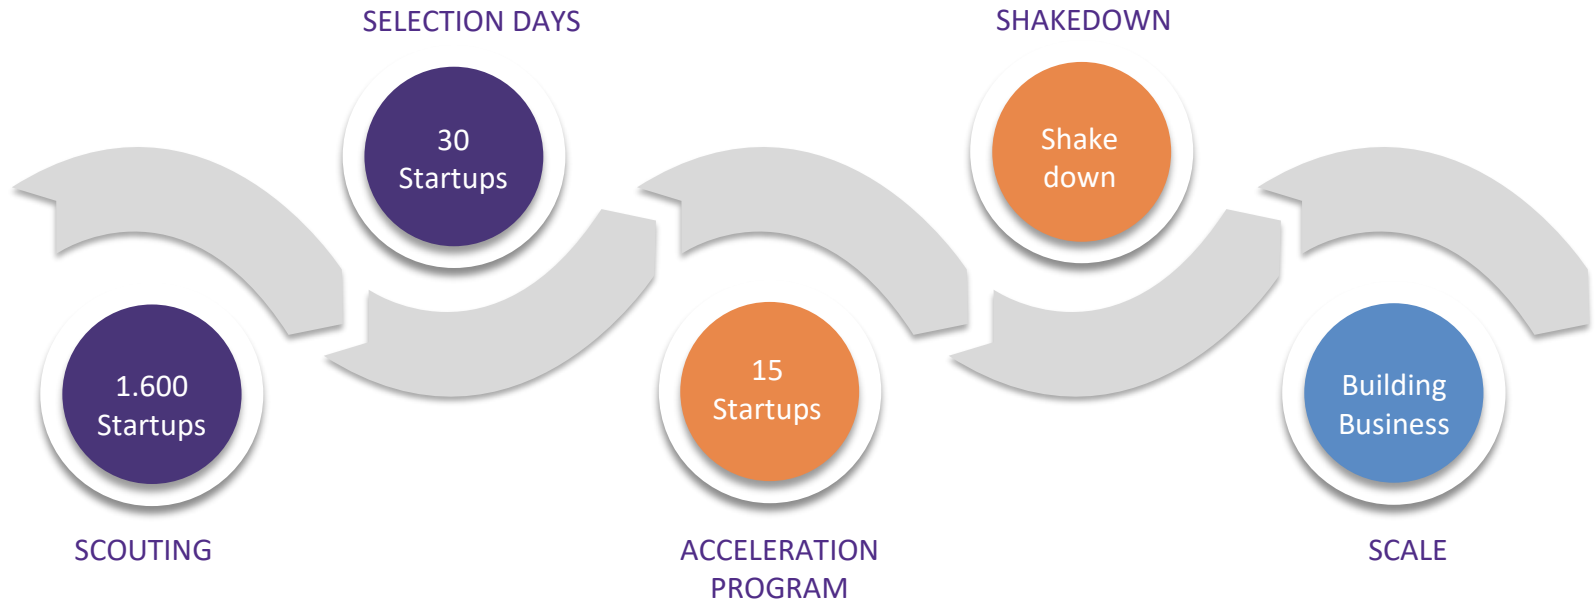 SELECTION DAYS
SHAKEDOWN
30
Startups
Shake
down
1.600
Startups
15
Startups
Building
Business
SCOUTING
ACCELERATION
PROGRAM
SCALE